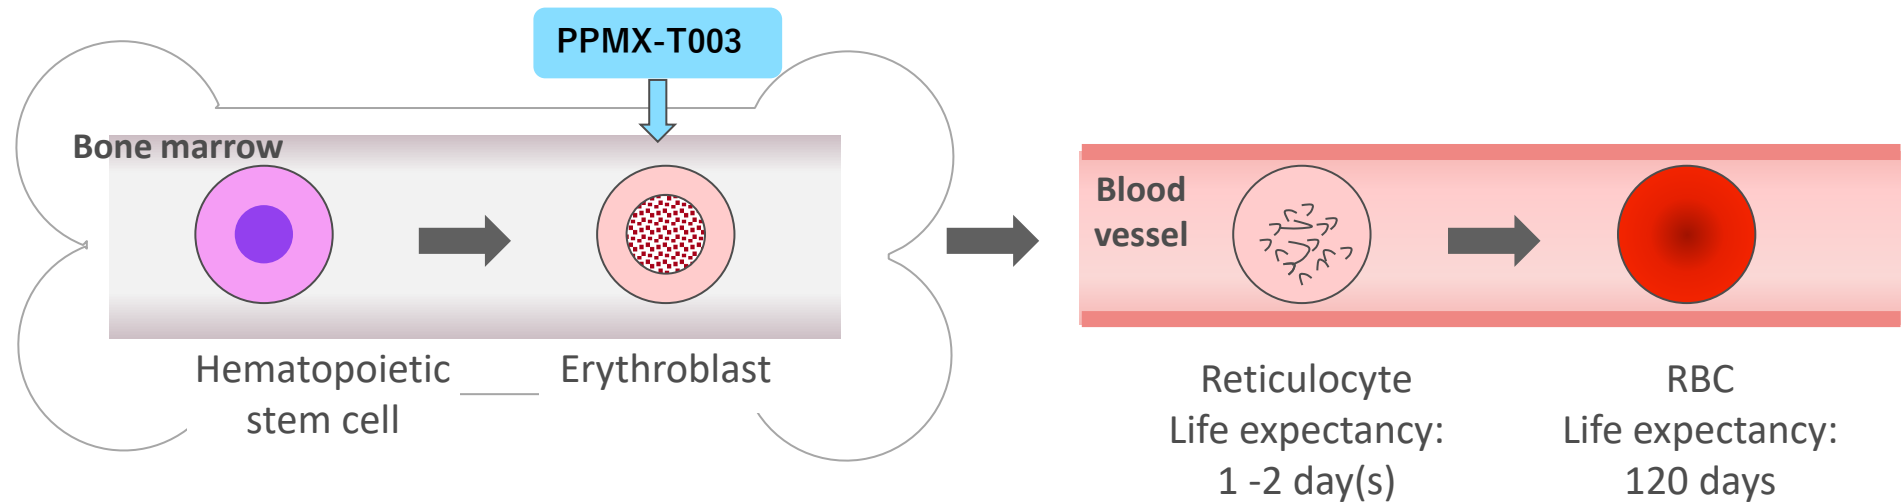 PPMX-T003
Bone marrow
Hematopoietic
stem cell
Erythroblast
Blood
vessel
Reticulocyte
Life expectancy:
1 -2 day(s)
RBC
Life expectancy:
120 days